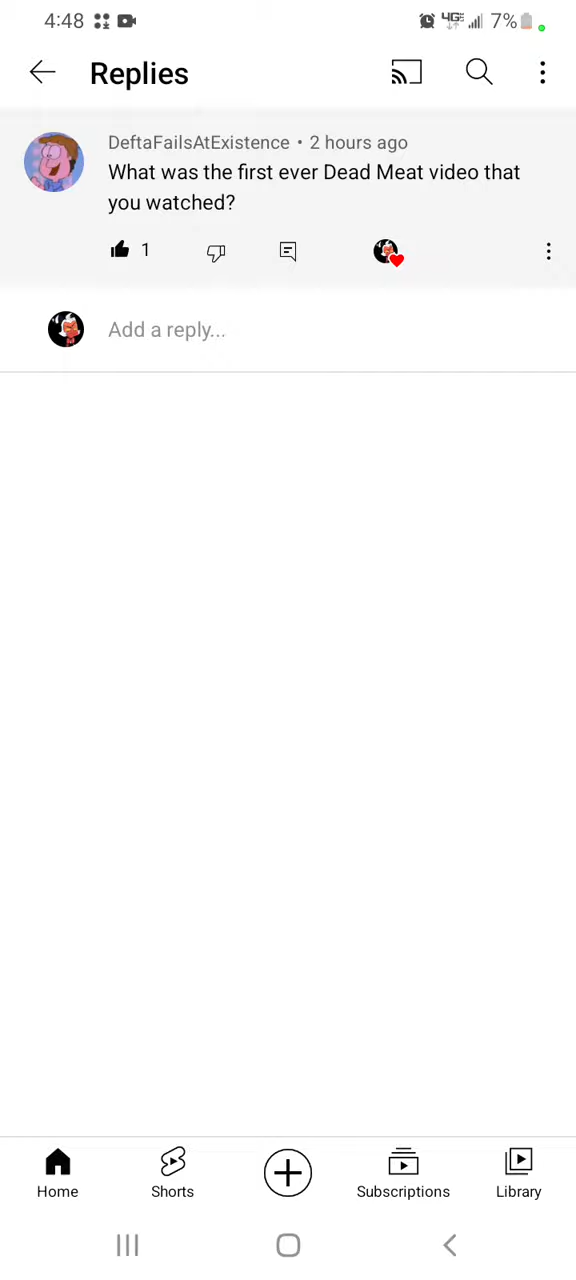 4:48 4G 7%
Replies
DeftaFailsAtExistence • 2 hours ago
What was the first ever Dead Meat video that
you watched?
1
Add a reply...
Home Shorts Subscriptions Library